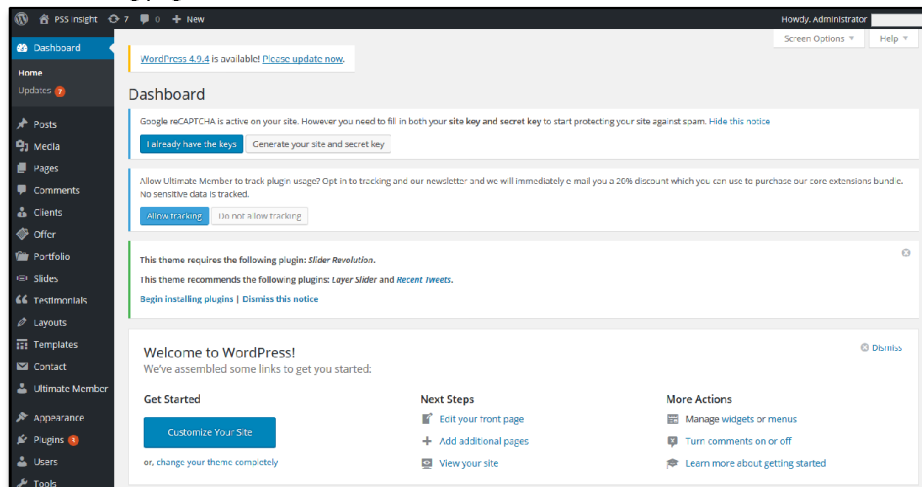 PSS Insight 7 0 + New Howdy, Administrator
Screen Options Help
Dashboard
Home
Updates 7
Posts
Media
Pages
Comments
Clients
Offer
Portfolio
Slides
Testimonials
Layouts
Templates
Contact
Ultimate Member
Appearance
Plugins 3
Users
Tools
WordPress 4.9.4 is available! Please update now.
Dashboard
Google reCAPTCHA is active on your site. However you need to fill in both your site key and secret key to start protecting your site against spam. Hide this notice
I already have the keys Generate your site and secret key
Allow Ultimate Member to track plugin usage? Opt in to tracking and our newsletter and we will immediately e-mail you a 20% discount which you can use to purchase our core extensions bundle.
No sensitive data is tracked.
Allow tracking Do not allow tracking
This theme requires the following plugin: Slider Revolution.
This theme recommends the following plugins: Layer Slider and Recent Tweets.
Begin installing plugins | Dismiss this notice
Welcome to WordPress! Dismiss
We've assembled some links to get you started:
Get Started
Customize Your Site
or, change your theme completely
Next Steps
Edit your front page
Add additional pages
View your site
More Actions
Manage widgets or menus
Turn comments on or off
Learn more about getting started